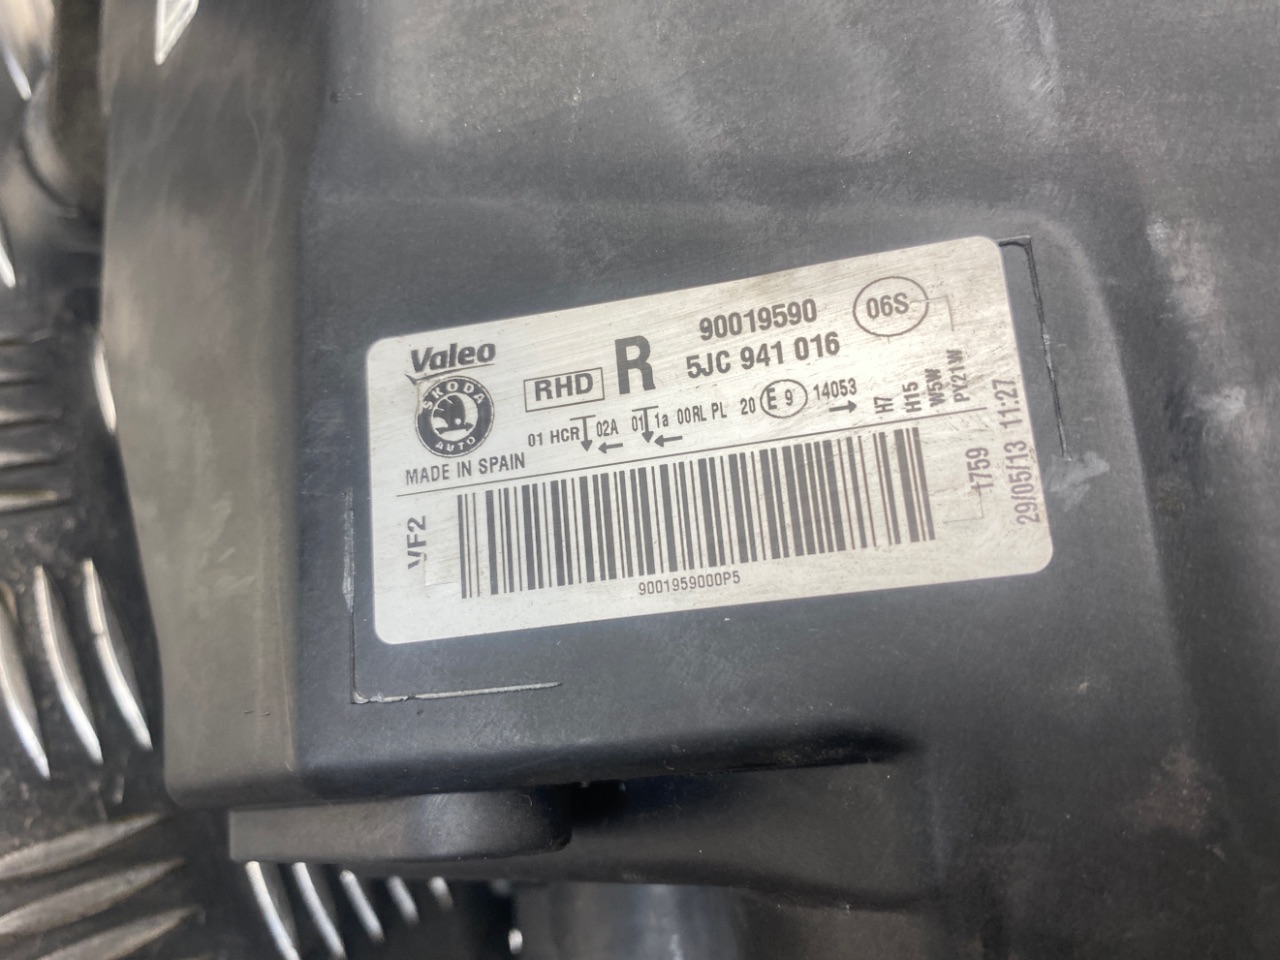 Valeo
ŠKODA
AUTO
MADE IN SPAIN
RHD
R
90019590
06S
5JC 941 016
01 HCR 02A 01 1a 00RL PL 20 E 9 14053
H7
H15
W5W
PY21W
VF2
9001959000P5
1759
29/05/13 11:27